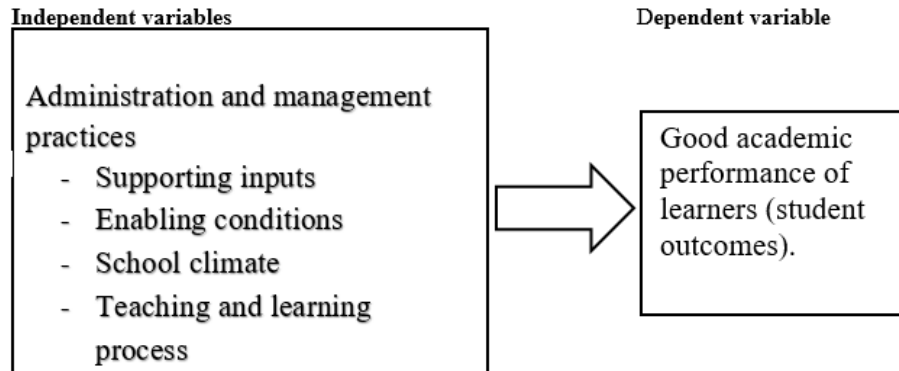 Independent variables
Dependent variable
Administration and management
practices
- Supporting inputs
- Enabling conditions
- School climate
- Teaching and learning
process
Good academic
performance of
learners (student
outcomes).